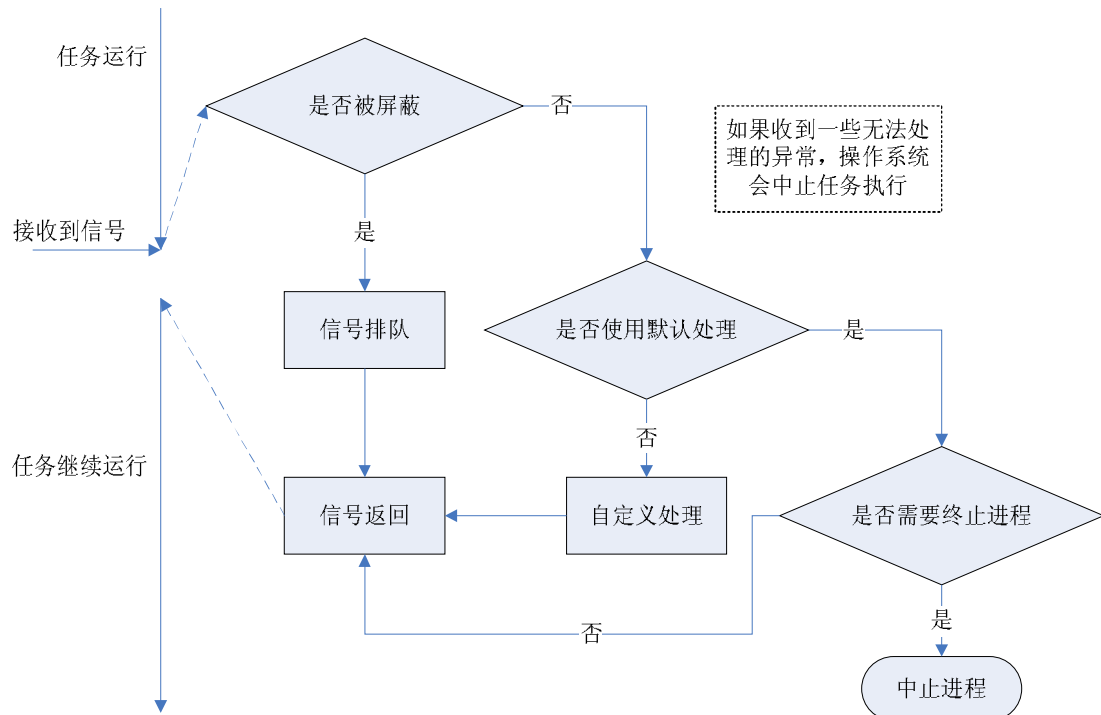 任务运行
是否被屏蔽
否
如果收到一些无法处
理的异常，操作系统
会中止任务执行
接收到信号
是
信号排队
是否使用默认处理
是
否
任务继续运行
信号返回
自定义处理
是否需要终止进程
否
是
中止进程